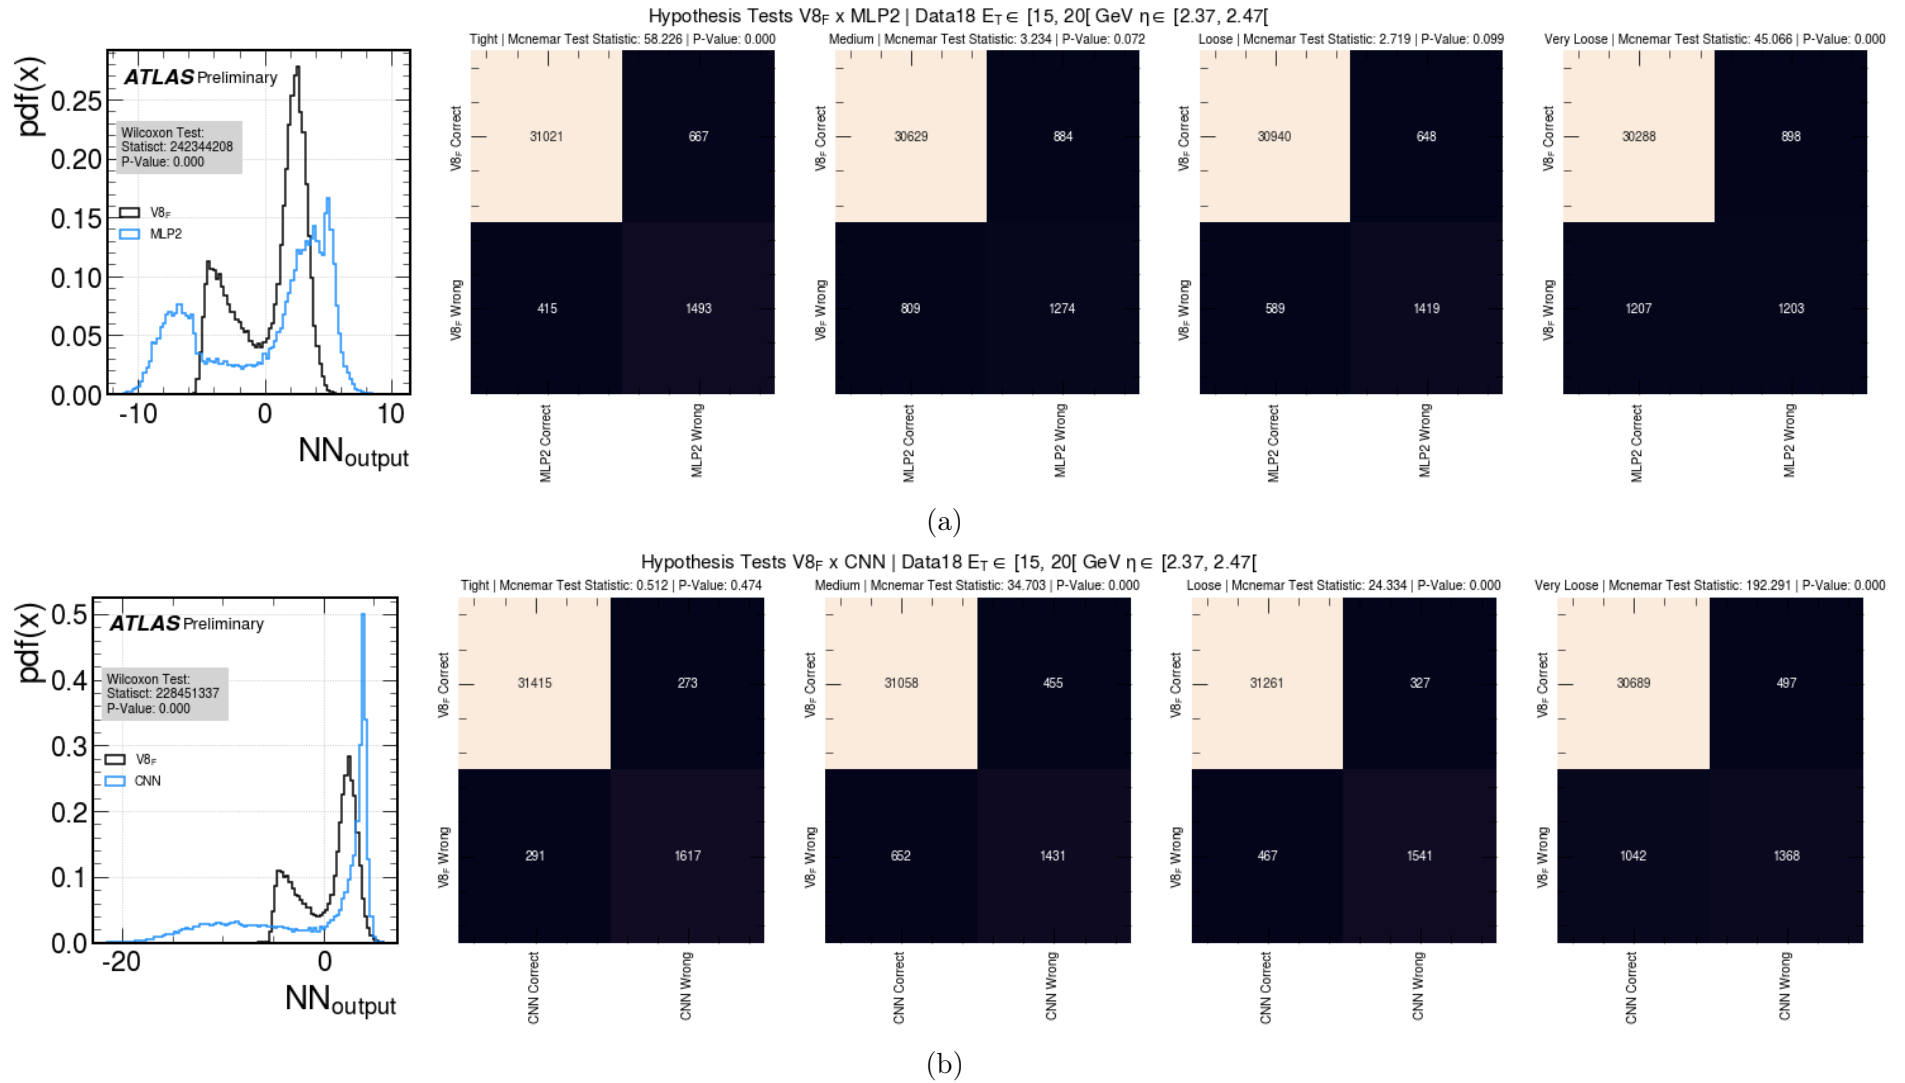 Hypothesis Tests V8F x MLP2 | Data18 ET ∈ [15, 20[ GeV η ∈ [2.37, 2.47[
pdf(x)
0.25
0.20
0.15
0.10
0.05
0.00
-10 0 10
NNoutput
ATLAS Preliminary
Wilcoxon Test:
Statisct: 242344208
P-Value: 0.000
V8F
MLP2
Tight | Mcnemar Test Statistic: 58.226 | P-Value: 0.000
V8F Correct
V8F Wrong
31021 667
415 1493
MLP2 Correct
MLP2 Wrong
Medium | Mcnemar Test Statistic: 3.234 | P-Value: 0.072
V8F Correct
V8F Wrong
30629 884
809 1274
MLP2 Correct
MLP2 Wrong
Loose | Mcnemar Test Statistic: 2.719 | P-Value: 0.099
V8F Correct
V8F Wrong
30940 648
589 1419
MLP2 Correct
MLP2 Wrong
Very Loose | Mcnemar Test Statistic: 45.066 | P-Value: 0.000
V8F Correct
V8F Wrong
30288 898
1207 1203
MLP2 Correct
MLP2 Wrong
(a)
Hypothesis Tests V8F x CNN | Data18 ET ∈ [15, 20[ GeV η ∈ [2.37, 2.47[
pdf(x)
0.5
0.4
0.3
0.2
0.1
0.0
-20 0
NNoutput
ATLAS Preliminary
Wilcoxon Test:
Statisct: 228451337
P-Value: 0.000
V8F
CNN
Tight | Mcnemar Test Statistic: 0.512 | P-Value: 0.474
V8F Correct
V8F Wrong
31415 273
291 1617
CNN Correct
CNN Wrong
Medium | Mcnemar Test Statistic: 34.703 | P-Value: 0.000
V8F Correct
V8F Wrong
31058 455
652 1431
CNN Correct
CNN Wrong
Loose | Mcnemar Test Statistic: 24.334 | P-Value: 0.000
V8F Correct
V8F Wrong
31261 327
467 1541
CNN Correct
CNN Wrong
Very Loose | Mcnemar Test Statistic: 192.291 | P-Value: 0.000
V8F Correct
V8F Wrong
30689 497
1042 1368
CNN Correct
CNN Wrong
(b)